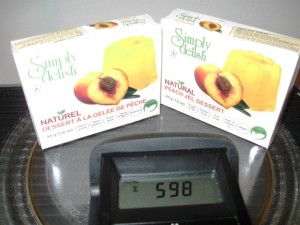 Simply
delish
NATUREL
DESSERT A LA GELÉE DE PÊCHE
Simply
delish
NATURAL
PEACH JEL DESSERT
598